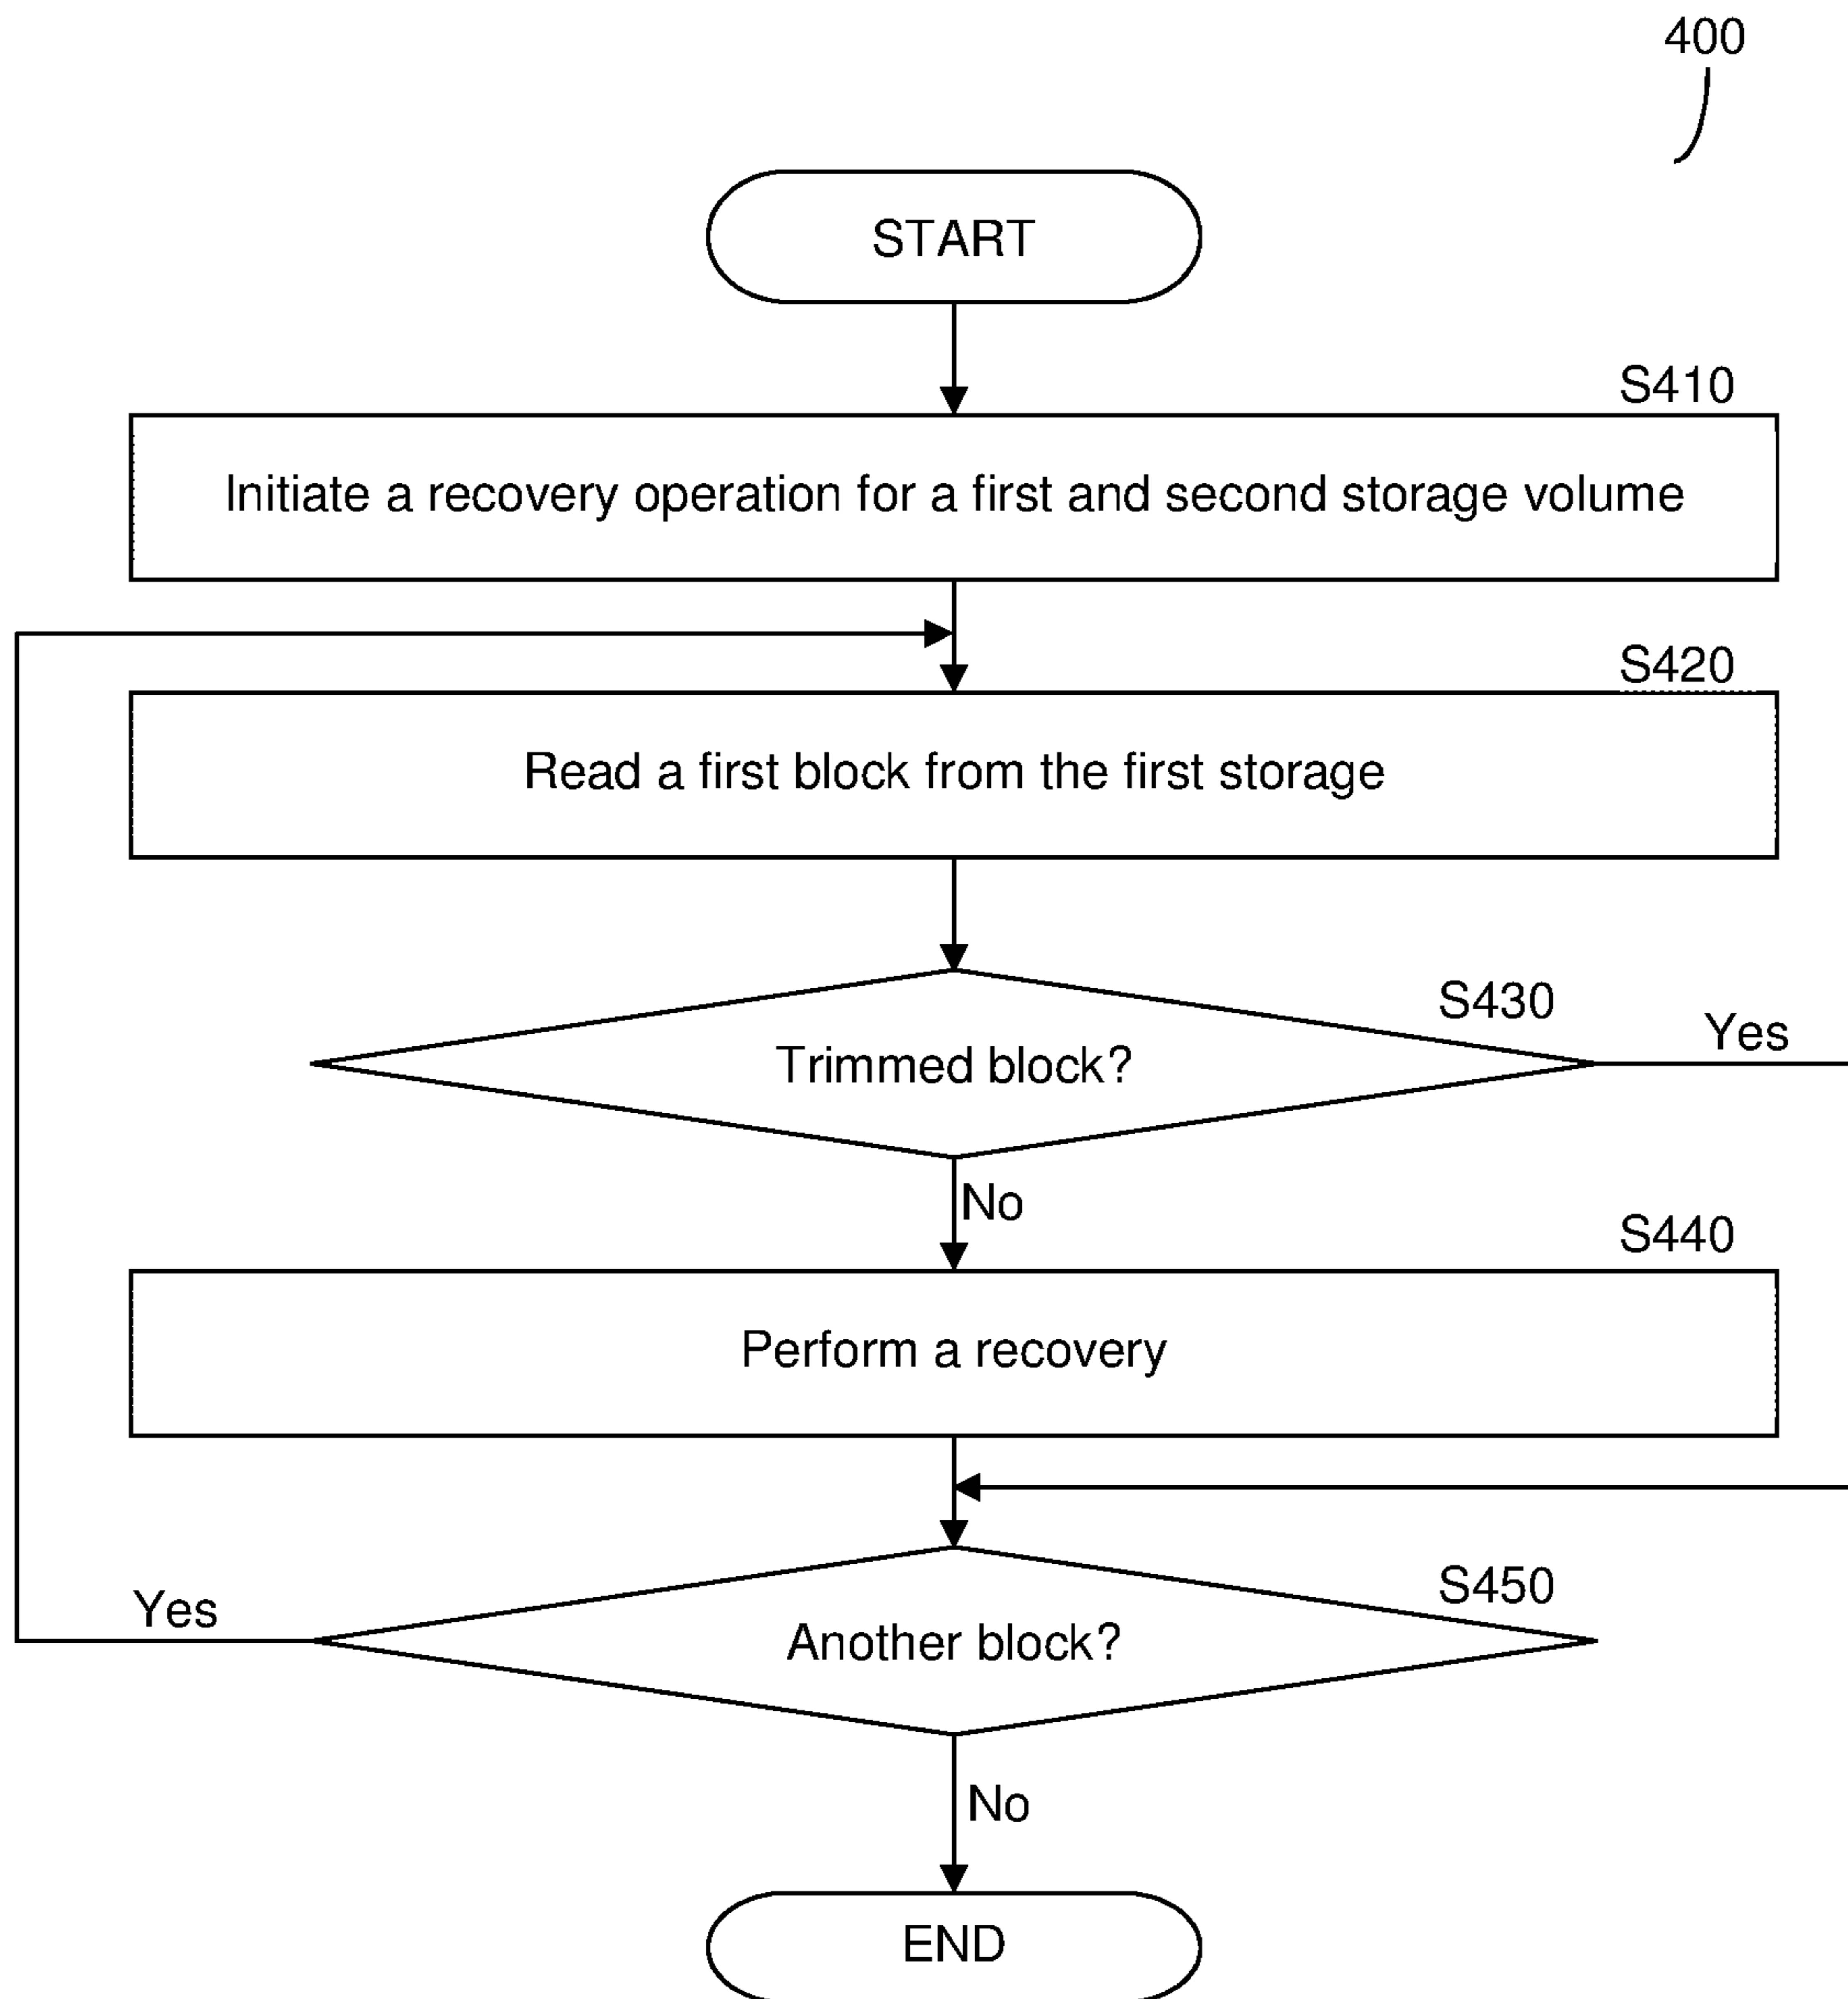 400
START
S410
Initiate a recovery operation for a first and second storage volume
S420
Read a first block from the first storage
S430
Yes
Trimmed block?
No
S440
Perform a recovery
S450
Yes
Another block?
No
END